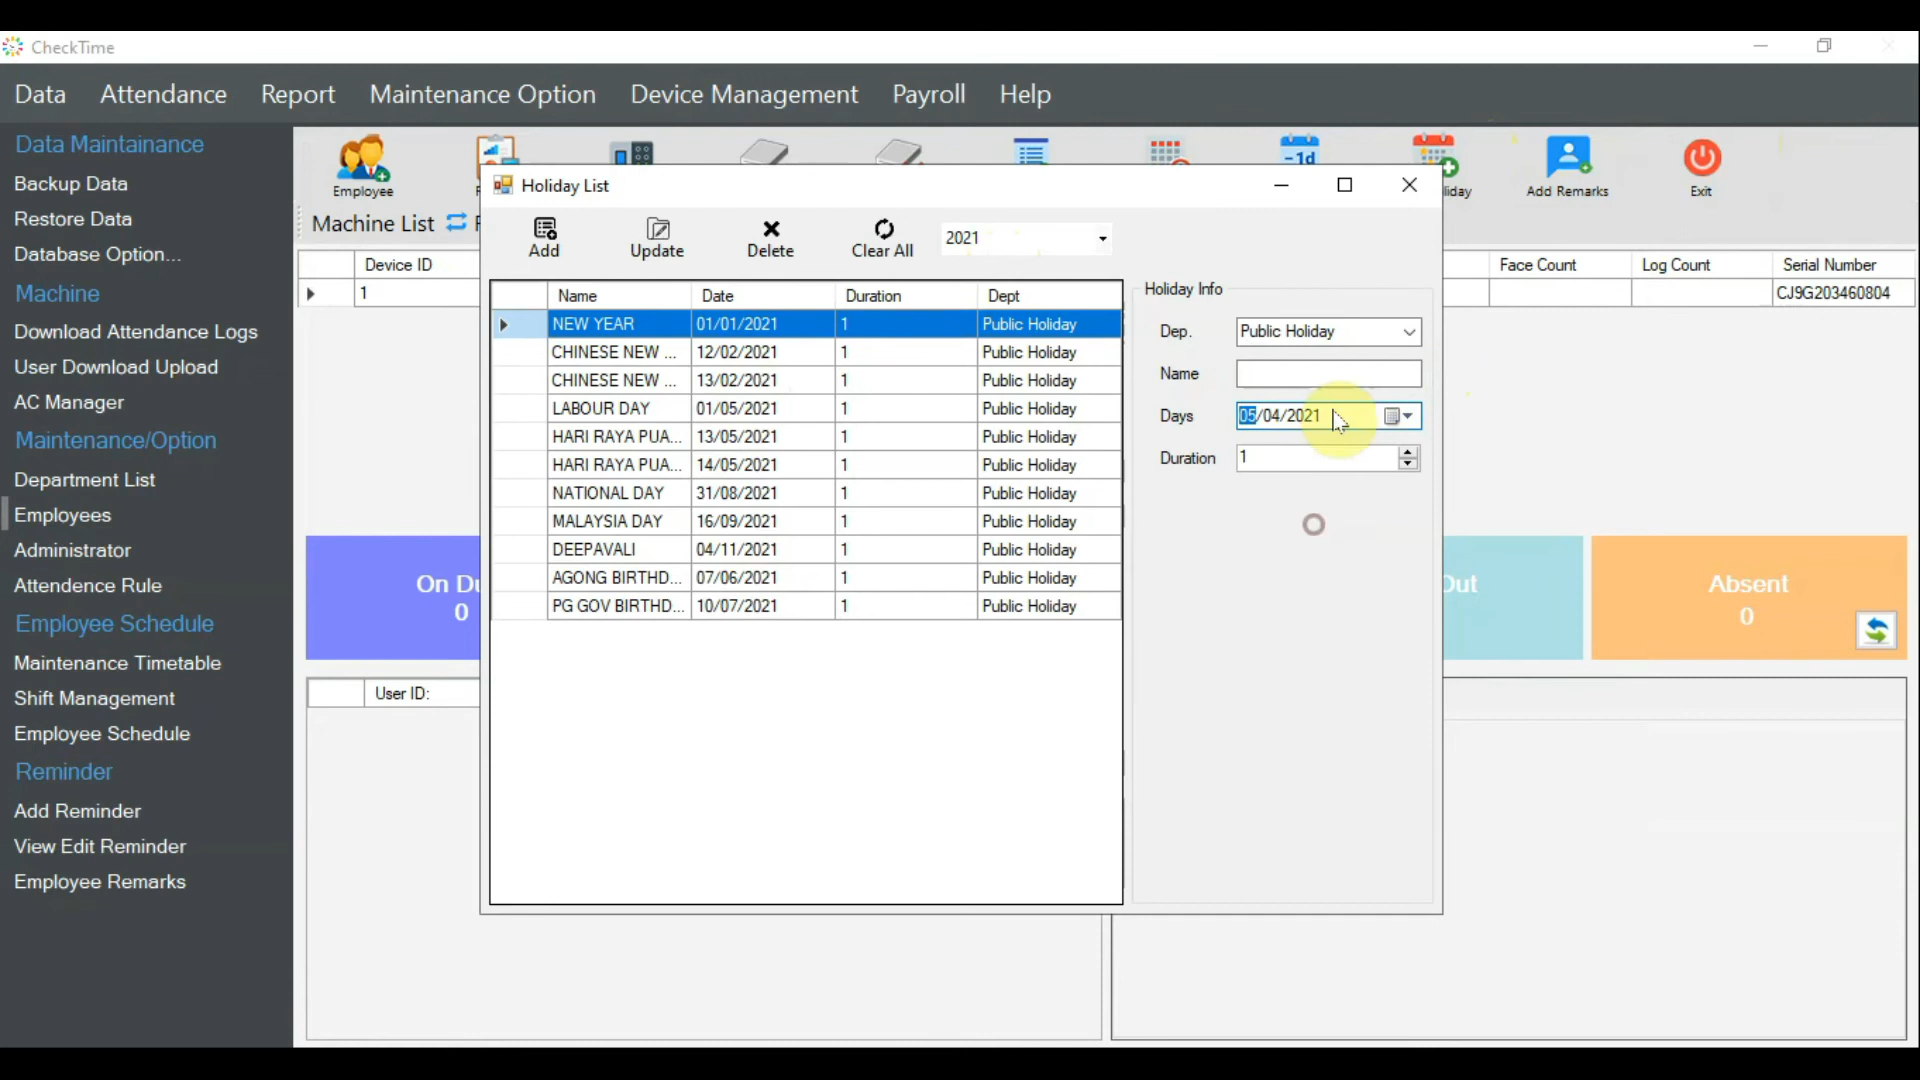 CheckTime
Data Attendance Report Maintenance Option Device Management Payroll Help
Data Maintainance
Backup Data
Restore Data
Database Option...
Machine
Download Attendance Logs
User Download Upload
AC Manager
Maintenance/Option
Department List
Employees
Administrator
Attendence Rule
Employee Schedule
Maintenance Timetable
Shift Management
Employee Schedule
Reminder
Add Reminder
View Edit Reminder
Employee Remarks
Employee
-1d
Add Remarks
Exit
Machine List
Device ID
1
Face Count Log Count Serial Number
CJ9G203460804
Holiday List
Add Update Delete Clear All 2021
Name Date Duration Dept
NEW YEAR 01/01/2021 1 Public Holiday
CHINESE NEW ... 12/02/2021 1 Public Holiday
CHINESE NEW ... 13/02/2021 1 Public Holiday
LABOUR DAY 01/05/2021 1 Public Holiday
HARI RAYA PUA... 13/05/2021 1 Public Holiday
HARI RAYA PUA... 14/05/2021 1 Public Holiday
NATIONAL DAY 31/08/2021 1 Public Holiday
MALAYSIA DAY 16/09/2021 1 Public Holiday
DEEPAVALI 04/11/2021 1 Public Holiday
AGONG BIRTHD... 07/06/2021 1 Public Holiday
PG GOV BIRTHD... 10/07/2021 1 Public Holiday
Holiday Info
Dep. Public Holiday
Name
Days 05/04/2021
Duration 1
On Du
0
Out
Absent
0
User ID: